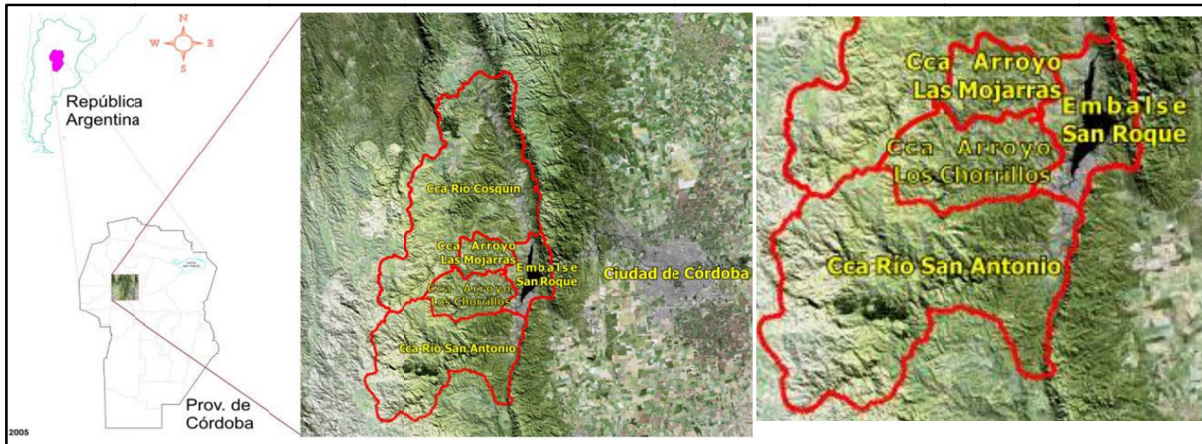 N
W E
S
República
Argentina
Prov. de
Córdoba
2005
Cca Río Cosquín
Cca Arroyo
Las Mojarras
Embalse
San Roque
Cca Arroyo
Los Chorrillos
Cca Río San Antonio
Ciudad de Córdoba
Cca Arroyo
Las Mojarras
Embalse
San Roque
Cca Arroyo
Los Chorrillos
Cca Río San Antonio